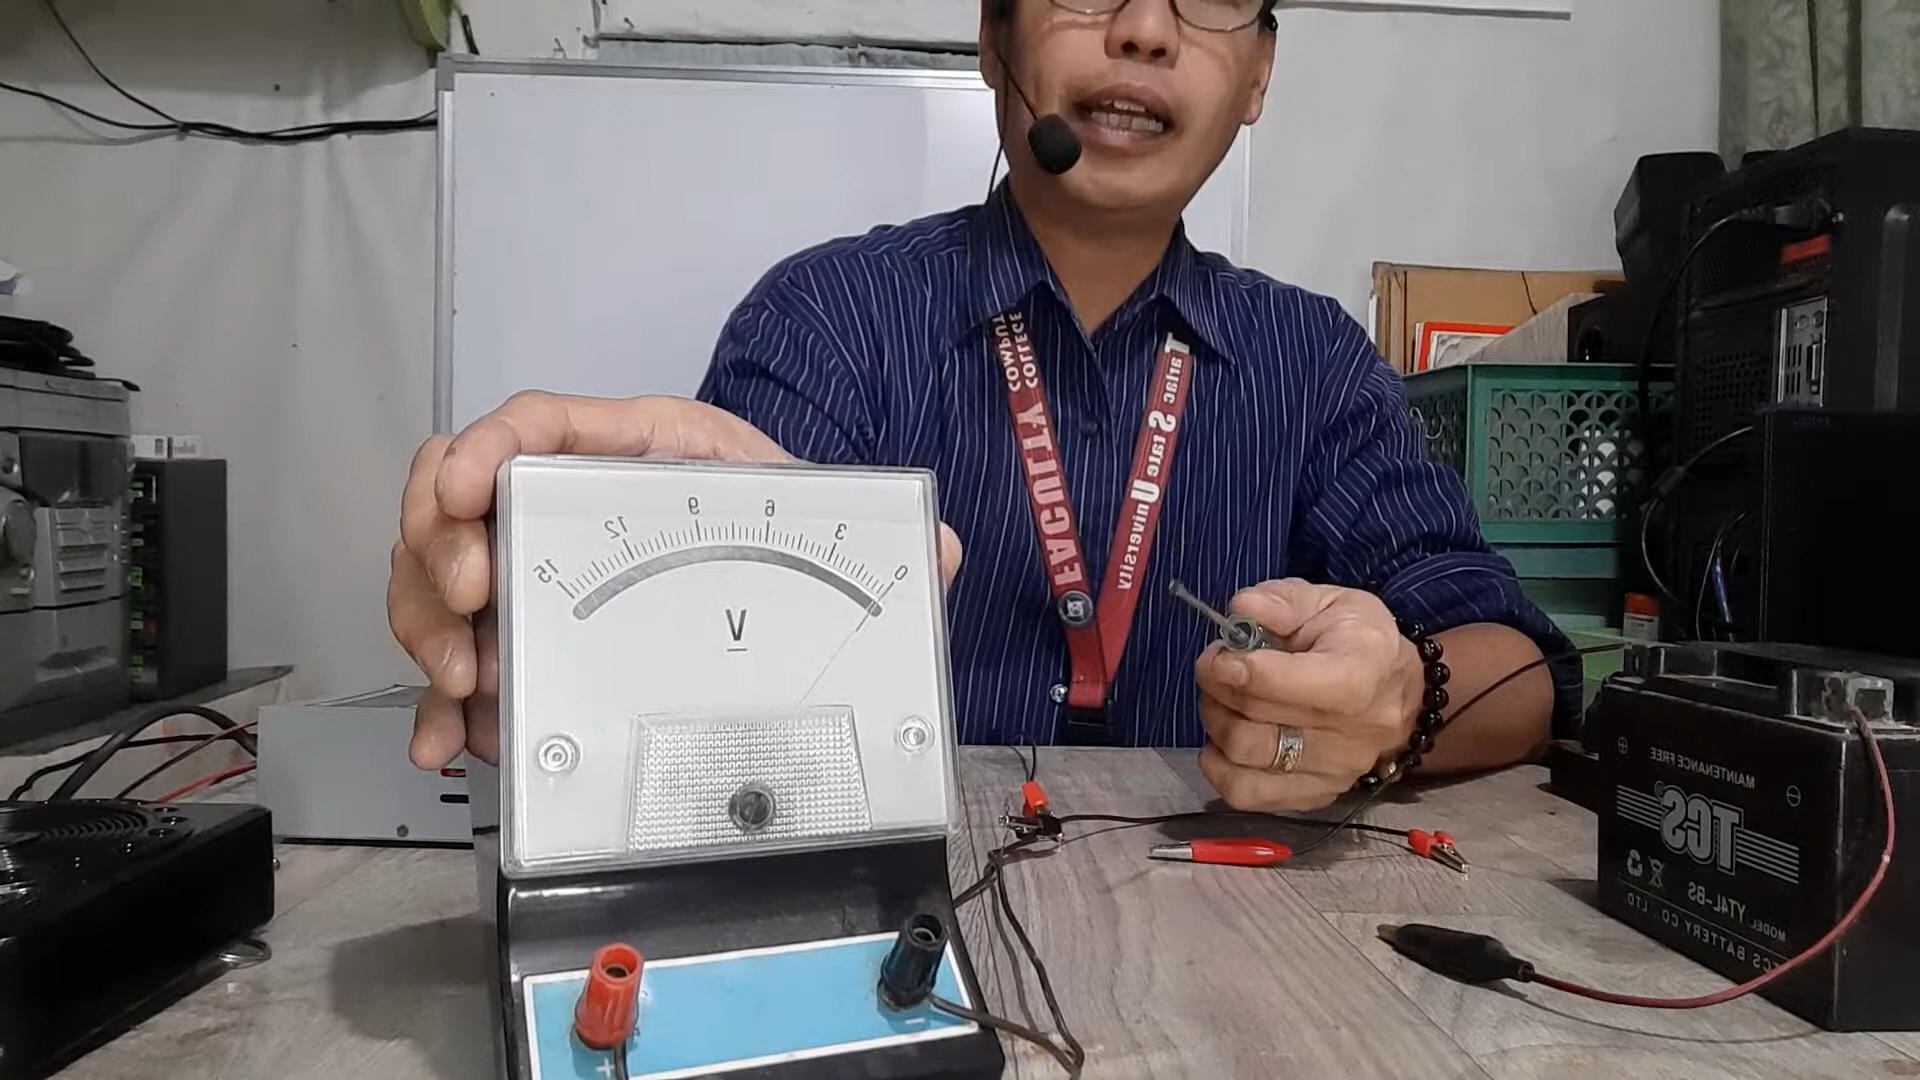 15 12 9 6 3 0
V
+
-
COMPUT
COLLEGE
FACULTY
Tarlac State University
MAINTENANCE FREE
TCS®
MODEL. YT4L-BS
TCS BATTERY CO., LTD